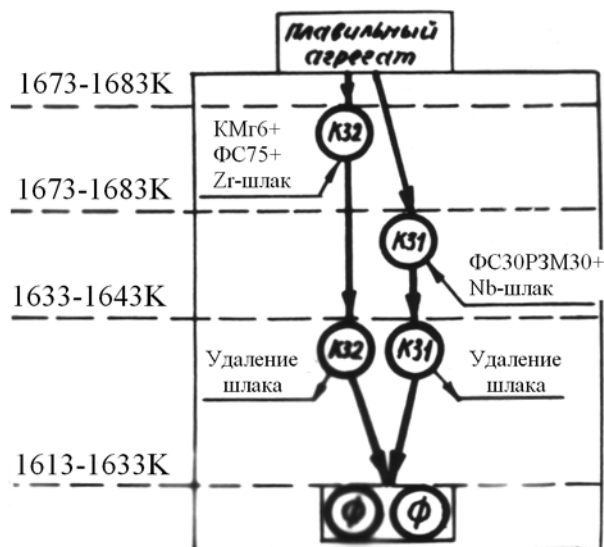 плавильный
агрегат
1673-1683K
К32
КМг6+
ФС75+
Zr-шлак
1673-1683K
К31
ФС30РЗМ30+
Nb-шлак
1633-1643K
К32
К31
Удаление
шлака
Удаление
шлака
1613-1633K
Ф
Ф